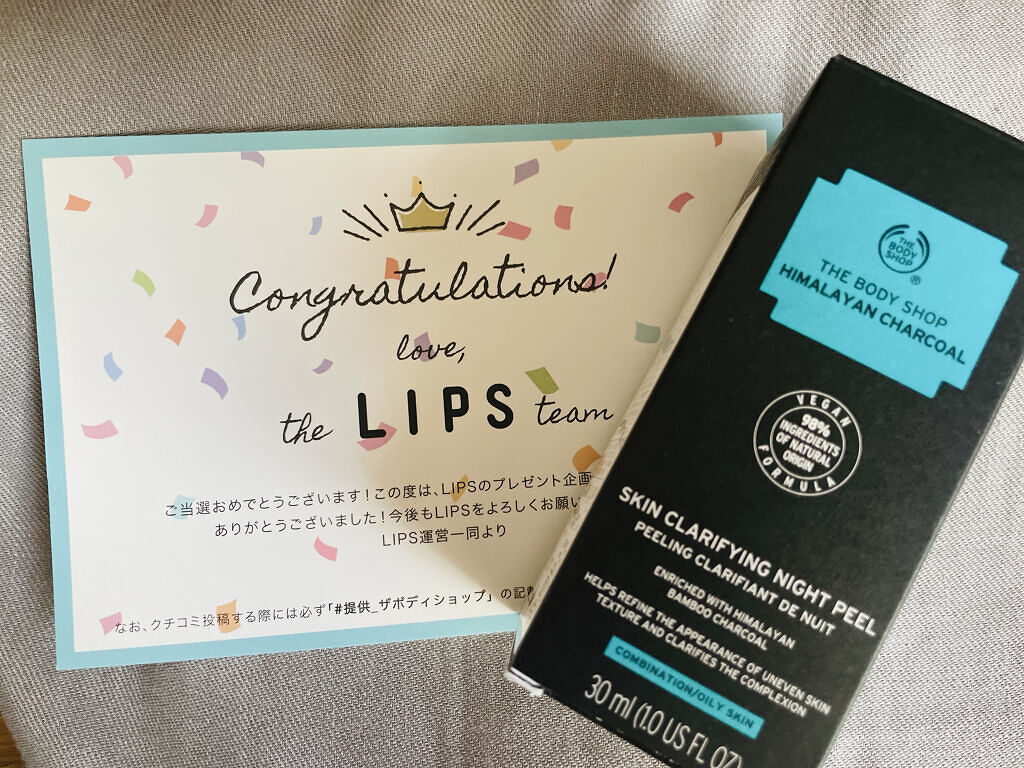 Congratulations!
love,
the LIPS team
ご当選おめでとうございます!この度は、LIPSのプレゼント企画
ありがとうございました!今後もLIPSをよろしくお願い
LIPS運営一同より
なお、クチコミ投稿する際には必ず「#提供_ザボディショップ」の記載
THE
BODY
SHOP
®
THE BODY SHOP
HIMALAYAN CHARCOAL
VEGAN
98%
INGREDIENTS
OF NATURAL
ORIGIN
FORMULA
SKIN CLARIFYING NIGHT PEEL
PEELING CLARIFIANT DE NUIT
ENRICHED WITH HIMALAYAN
BAMBOO CHARCOAL
HELPS REFINE THE APPEARANCE OF UNEVEN SKIN
TEXTURE AND CLARIFIES THE COMPLEXION
COMBINATION/OILY SKIN
30 ml (1.0 US FL OZ)